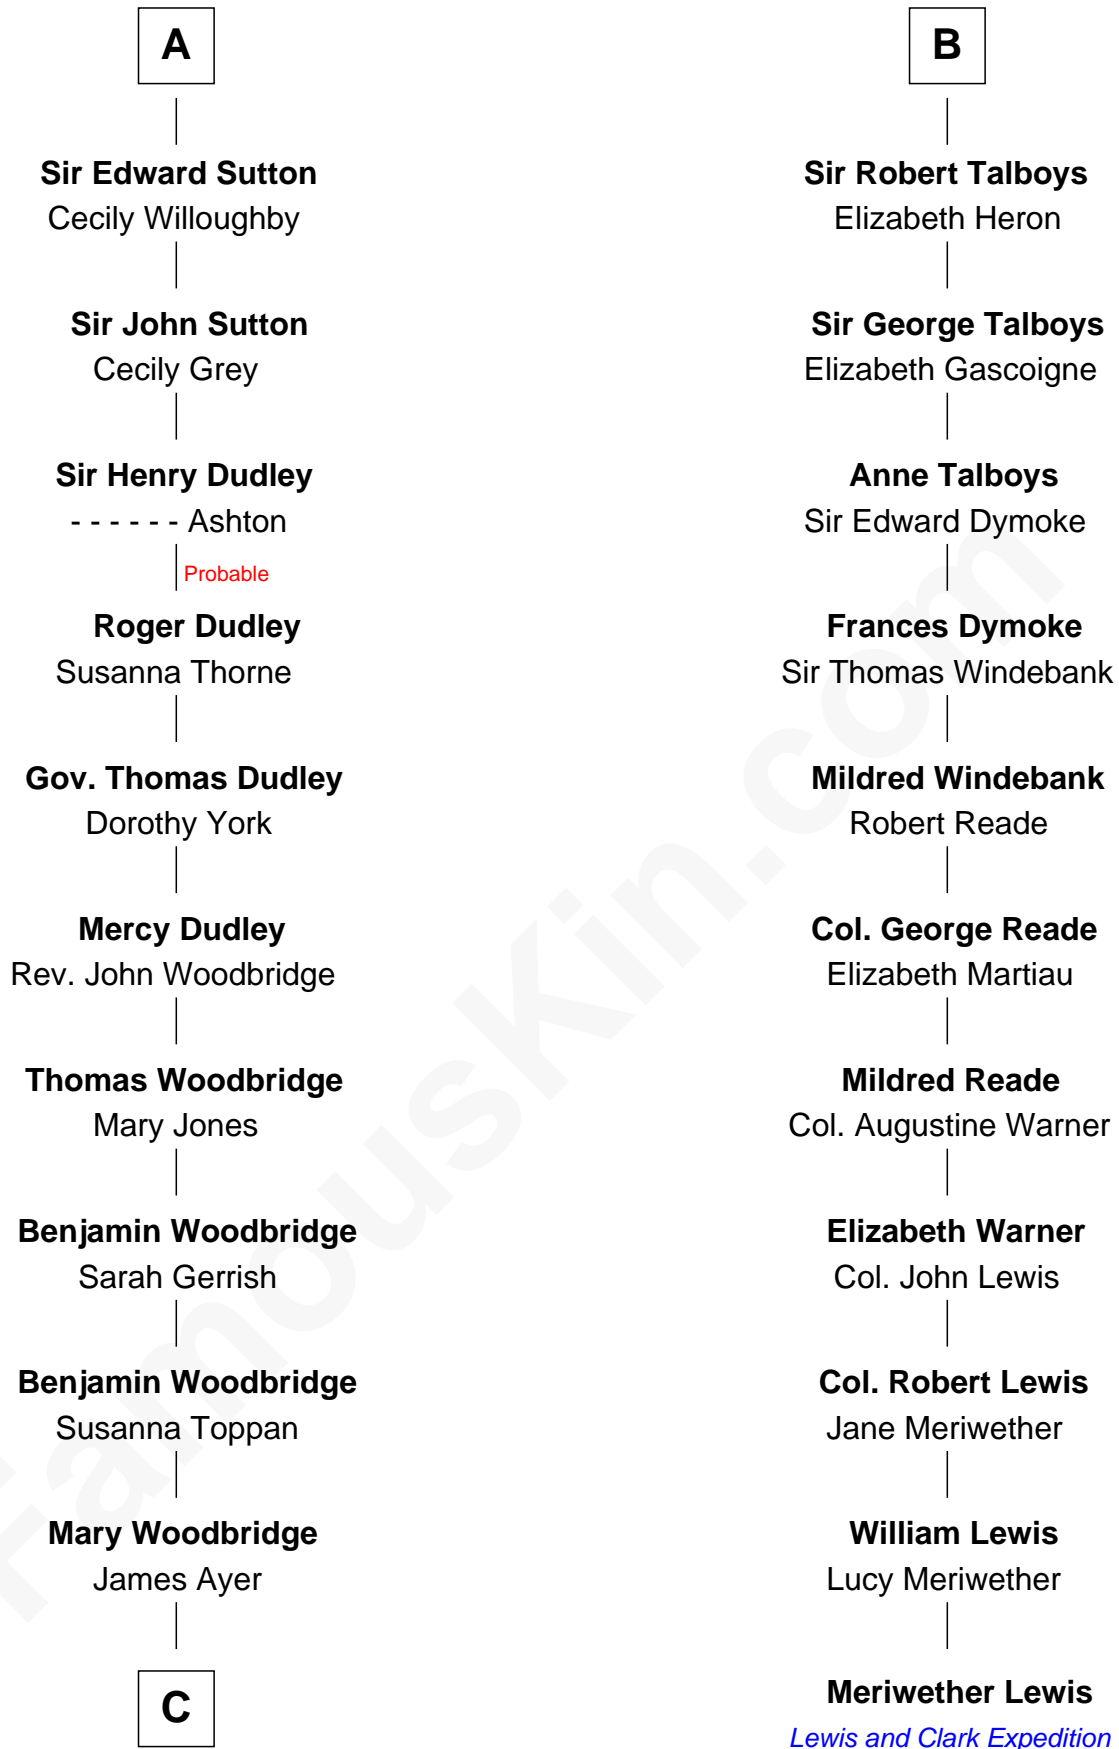 A
Sir Edward Sutton
Cecily Willoughby
Sir John Sutton
Cecily Grey
Sir Henry Dudley
- - - - - - Ashton
Probable
Roger Dudley
Susanna Thorne
Gov. Thomas Dudley
Dorothy York
Mercy Dudley
Rev. John Woodbridge
Thomas Woodbridge
Mary Jones
Benjamin Woodbridge
Sarah Gerrish
Benjamin Woodbridge
Susanna Toppan
Mary Woodbridge
James Ayer
C
B
Sir Robert Talboys
Elizabeth Heron
Sir George Talboys
Elizabeth Gascoigne
Anne Talboys
Sir Edward Dymoke
Frances Dymoke
Sir Thomas Windebank
Mildred Windebank
Robert Reade
Col. George Reade
Elizabeth Martiau
Mildred Reade
Col. Augustine Warner
Elizabeth Warner
Col. John Lewis
Col. Robert Lewis
Jane Meriwether
William Lewis
Lucy Meriwether
Meriwether Lewis
Lewis and Clark Expedition
FamousKin.com